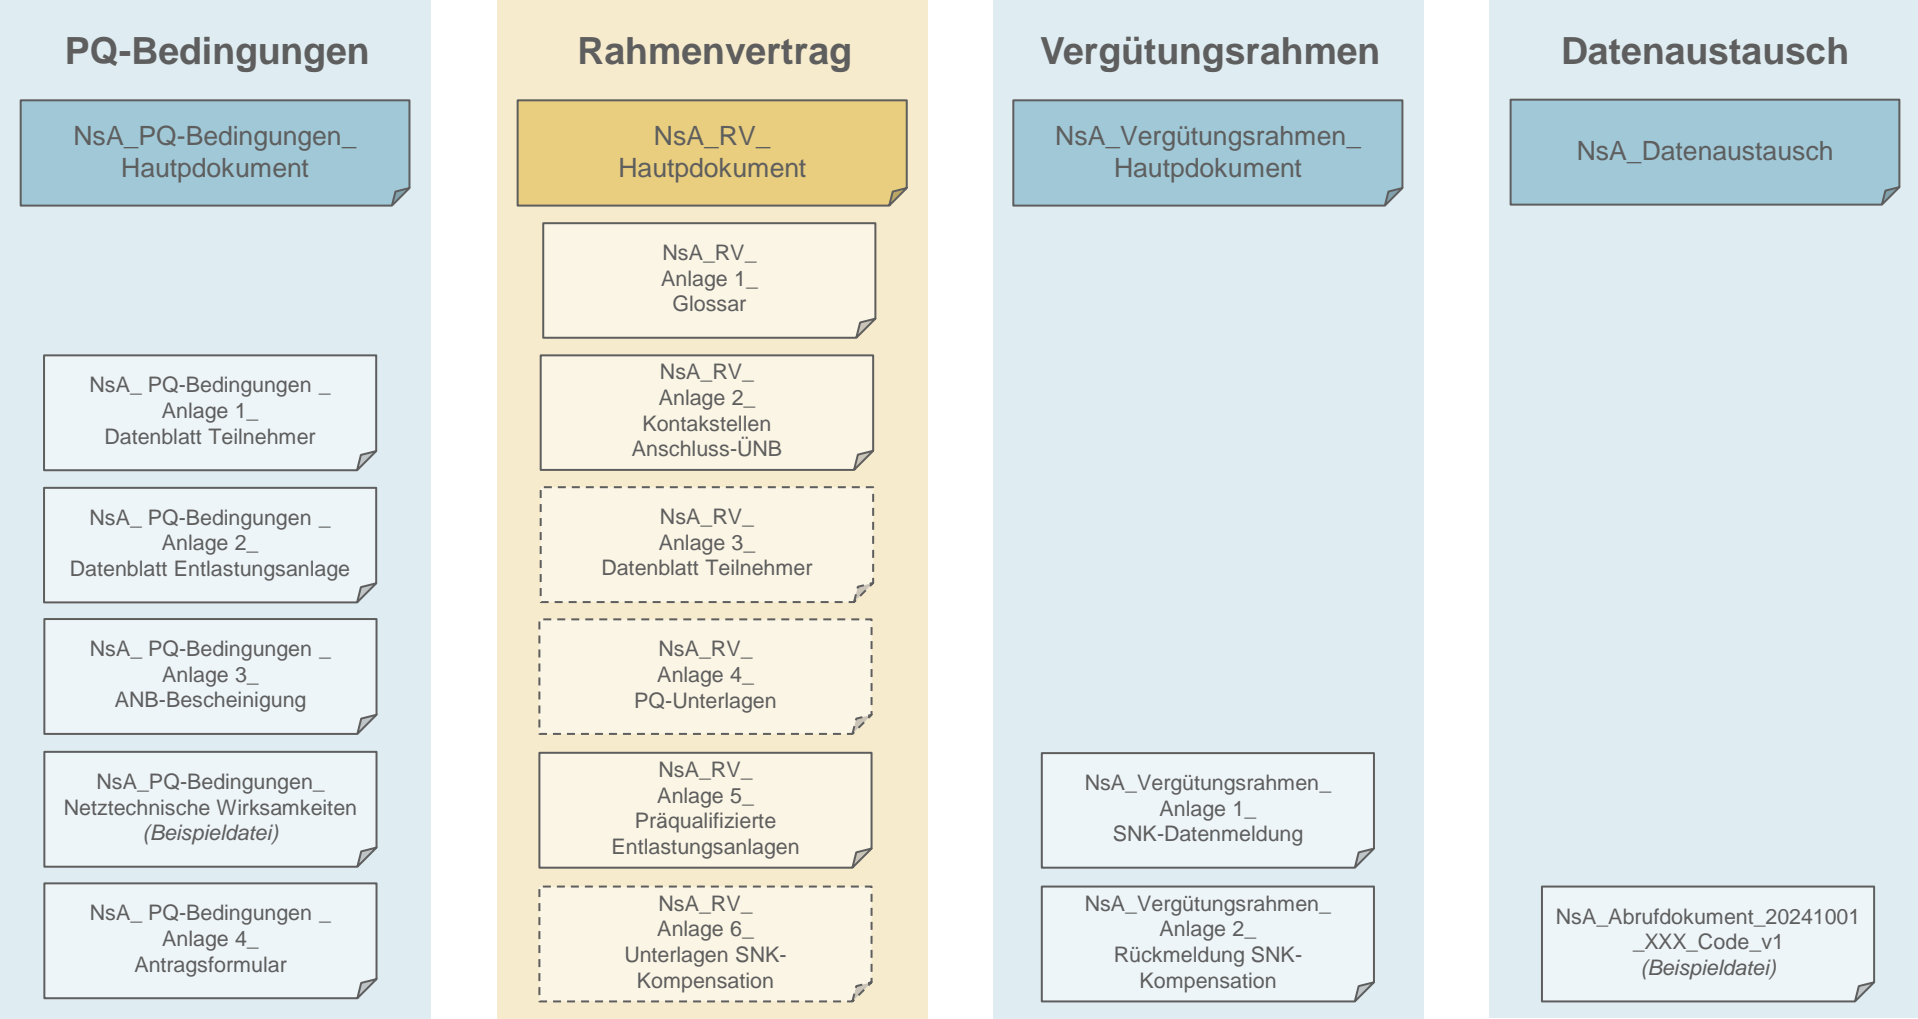 PQ-Bedingungen
NsA_PQ-Bedingungen_
Hautpdokument
NsA_ PQ-Bedingungen _
Anlage 1_
Datenblatt Teilnehmer
NsA_ PQ-Bedingungen _
Anlage 2_
Datenblatt Entlastungsanlage
NsA_ PQ-Bedingungen _
Anlage 3_
ANB-Bescheinigung
NsA_PQ-Bedingungen_
Netztechnische Wirksamkeiten
(Beispieldatei)
NsA_ PQ-Bedingungen _
Anlage 4_
Antragsformular
Rahmenvertrag
NsA_RV_
Hautpdokument
NsA_RV_
Anlage 1_
Glossar
NsA_RV_
Anlage 2_
Kontakstellen
Anschluss-ÜNB
NsA_RV_
Anlage 3_
Datenblatt Teilnehmer
NsA_RV_
Anlage 4_
PQ-Unterlagen
NsA_RV_
Anlage 5_
Präqualifizierte
Entlastungsanlagen
NsA_RV_
Anlage 6_
Unterlagen SNK-
Kompensation
Vergütungsrahmen
NsA_Vergütungsrahmen_
Hautpdokument
NsA_Vergütungsrahmen_
Anlage 1_
SNK-Datenmeldung
NsA_Vergütungsrahmen_
Anlage 2_
Rückmeldung SNK-
Kompensation
Datenaustausch
NsA_Datenaustausch
NsA_Abrufdokument_20241001
_XXX_Code_v1
(Beispieldatei)